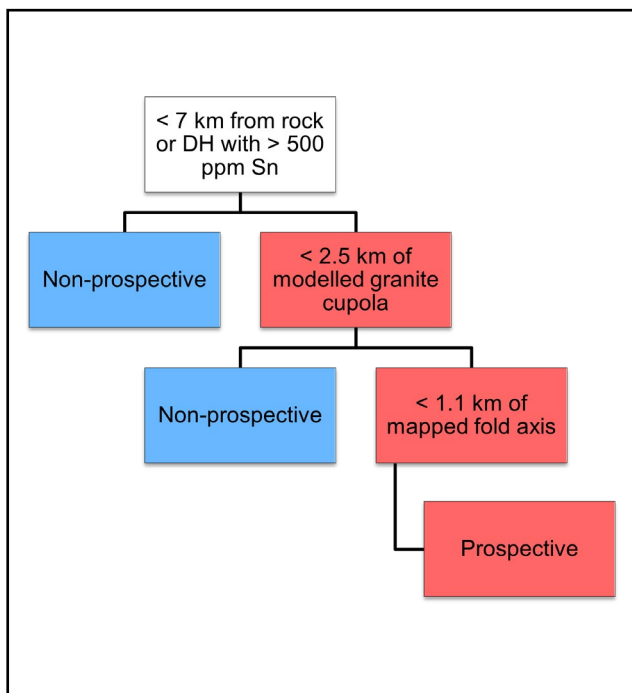 < 7 km from rock
or DH with > 500
ppm Sn
Non-prospective
< 2.5 km of
modelled granite
cupola
Non-prospective
< 1.1 km of
mapped fold axis
Prospective